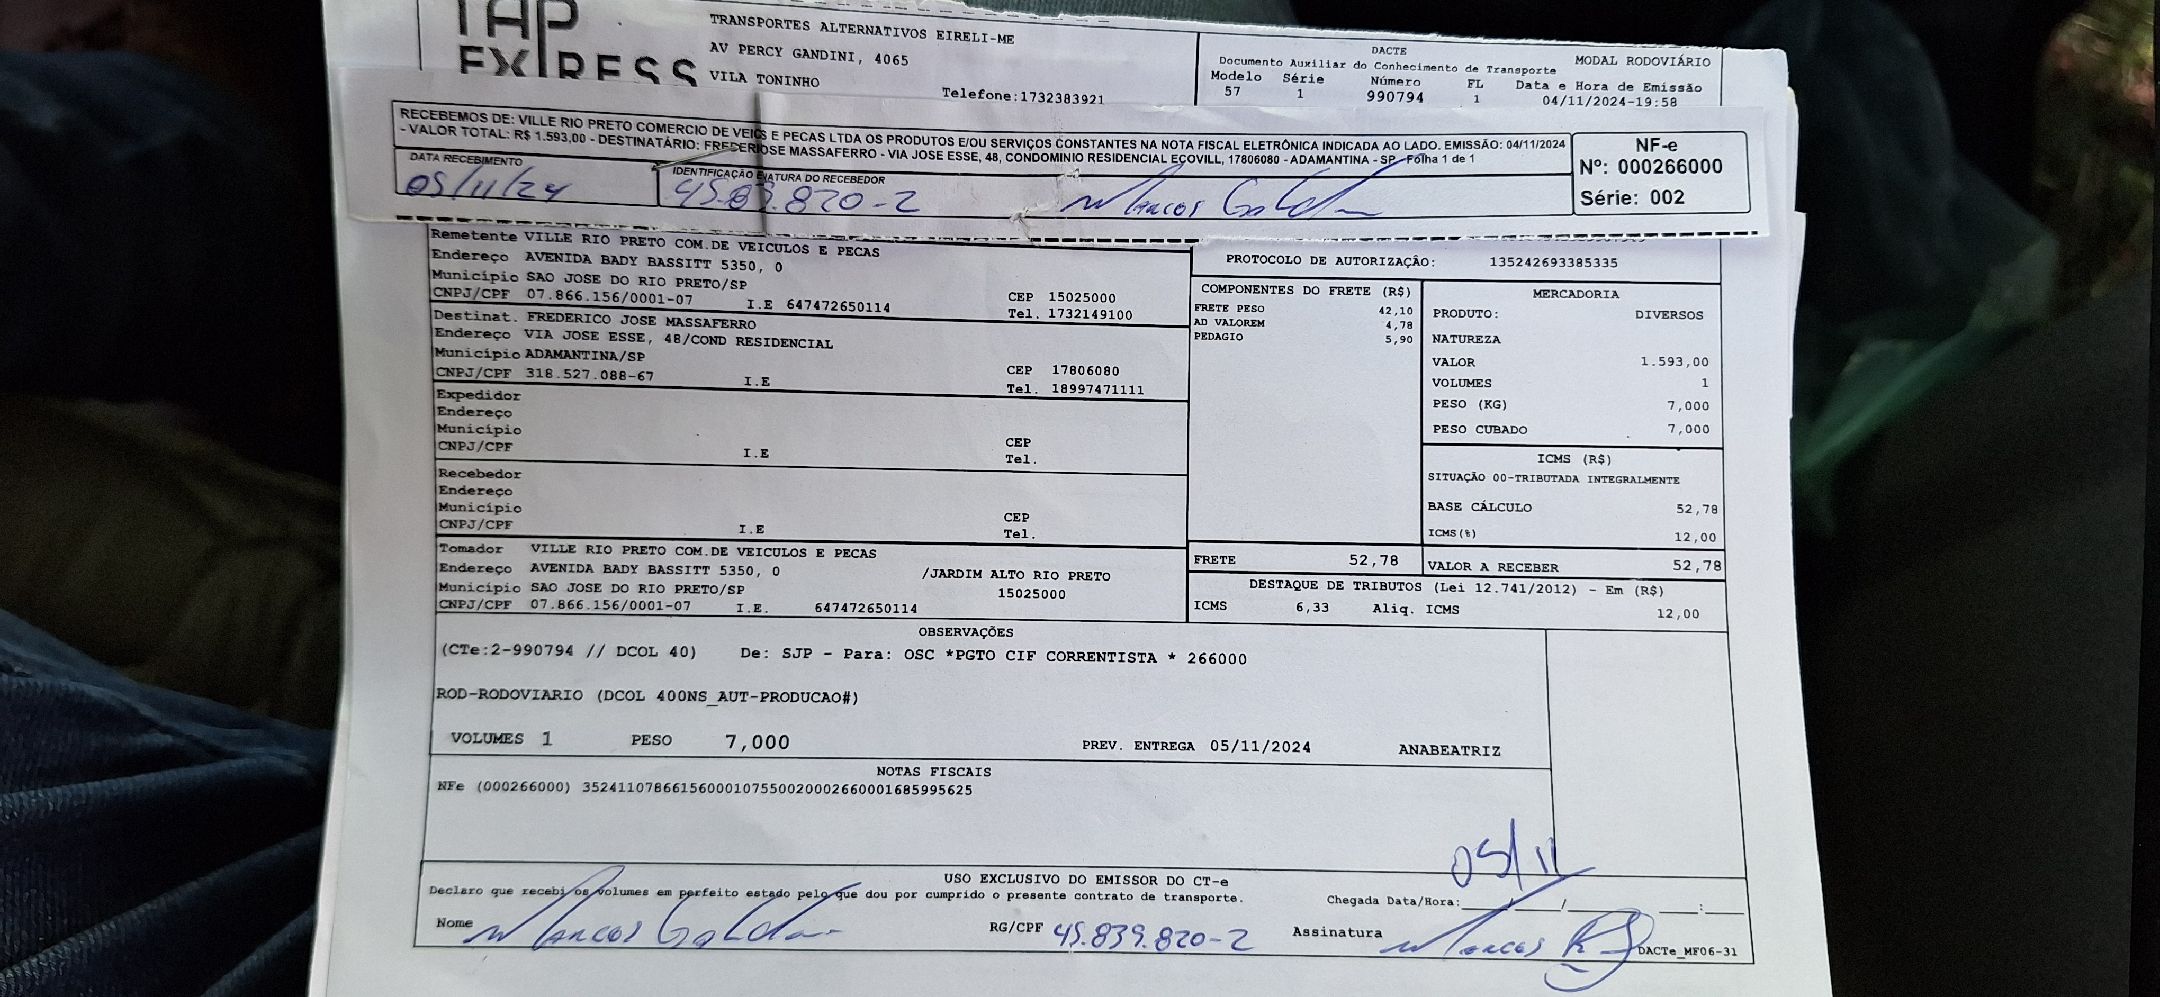 TAP
EXPRESS
TRANSPORTES ALTERNATIVOS EIRELI-ME
AV PERCY GANDINI, 4065
VILA TONINHO
Telefone:1732383921
DACTE
MODAL RODOVIÁRIO
Documento Auxiliar do Conhecimento de Transporte
Modelo Série Número FL Data e Hora de Emissão
57 1 990794 1 04/11/2024-19:58
RECEBEMOS DE: VILLE RIO PRETO COMERCIO DE VEICS E PECAS LTDA OS PRODUTOS E/OU SERVIÇOS CONSTANTES NA NOTA FISCAL ELETRÔNICA INDICADA AO LADO. EMISSÃO: 04/11/2024
- VALOR TOTAL: R$ 1.593,00 - DESTINATÁRIO: FREDERIOSE MASSAFERRO - VIA JOSE ESSE, 48, CONDOMINIO RESIDENCIAL ECOVILL, 17806080 - ADAMANTINA - SP Folha 1 de 1
DATA RECEBIMENTO
05/11/24
IDENTIFICAÇÃO NATURA DO RECEBEDOR
45.839.820-2 Marcos
NF-e
Nº: 000266000
Série: 002
Remetente VILLE RIO PRETO COM.DE VEICULOS E PECAS
Endereço AVENIDA BADY BASSITT 5350, 0
Município SAO JOSE DO RIO PRETO/SP
CNPJ/CPF 07.866.156/0001-07 I.E 647472650114
CEP 15025000
Tel. 1732149100
Destinat. FREDERICO JOSE MASSAFERRO
Endereço VIA JOSE ESSE, 48/COND RESIDENCIAL
Município ADAMANTINA/SP
CNPJ/CPF 318.527.088-67 I.E
CEP 17806080
Tel. 18997471111
Expedidor
Endereço
Município
CNPJ/CPF I.E
CEP
Tel.
Recebedor
Endereço
Município
CNPJ/CPF I.E
CEP
Tel.
Tomador VILLE RIO PRETO COM.DE VEICULOS E PECAS
Endereço AVENIDA BADY BASSITT 5350, 0 /JARDIM ALTO RIO PRETO
Município SAO JOSE DO RIO PRETO/SP 15025000
CNPJ/CPF 07.866.156/0001-07 I.E. 647472650114
PROTOCOLO DE AUTORIZAÇÂO: 135242693385335
COMPONENTES DO FRETE (R$)
FRETE PESO 42,10
AD VALOREM 4,78
PEDAGIO 5,90
MERCADORIA
PRODUTO: DIVERSOS
NATUREZA
VALOR 1.593,00
VOLUMES 1
PESO (KG) 7,000
PESO CUBADO 7,000
ICMS (R$)
SITUAÇÃO 00-TRIBUTADA INTEGRALMENTE
BASE CÁLCULO 52,78
ICMS(%) 12,00
FRETE 52,78
VALOR A RECEBER 52,78
DESTAQUE DE TRIBUTOS (Lei 12.741/2012) - Em (R$)
ICMS 6,33 Aliq. ICMS 12,00
OBSERVAÇÕES
(CTe:2-990794 // DCOL 40) De: SJP - Para: OSC *PGTO CIF CORRENTISTA * 266000
ROD-RODOVIARIO (DCOL 400NS_AUT-PRODUCAO#)
VOLUMES 1 PESO 7,000 PREV. ENTREGA 05/11/2024 ANABEATRIZ
NOTAS FISCAIS
NFe (000266000) 35241107866156000107550020002660001685995625
05/11
USO EXCLUSIVO DO EMISSOR DO CT-e
Declaro que recebi os volumes em perfeito estado pelo que dou por cumprido o presente contrato de transporte.
Chegada Data/Hora:___/___/___ ___:___
Nome Marcos
RG/CPF 45.839.820-2
Assinatura Marcos
DACTe_MF06-31